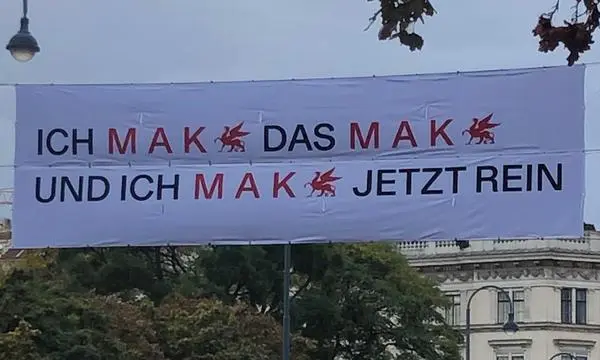 ICH MAK DAS MAK
UND ICH MAK JETZT REIN